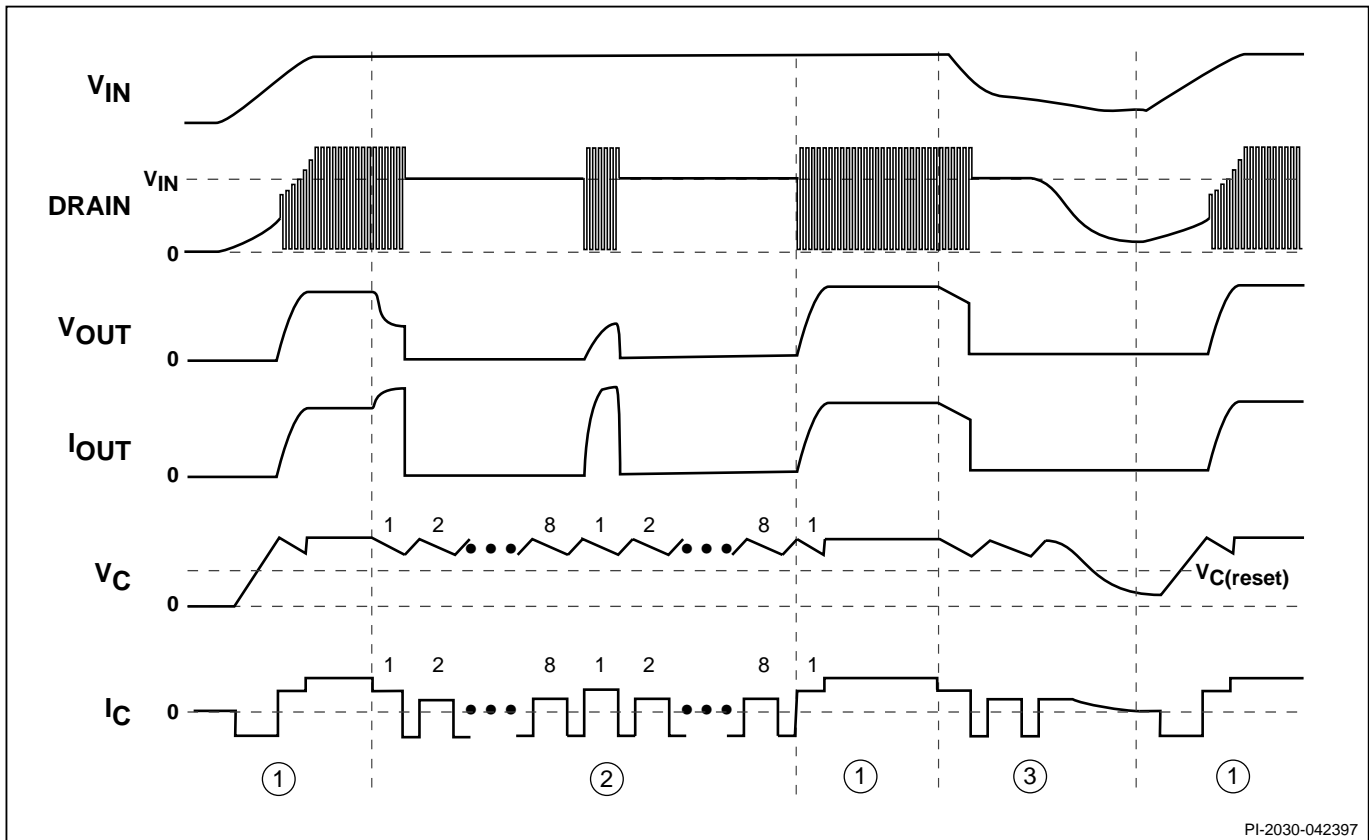 VIN
VIN
DRAIN
0
VOUT
0
IOUT
0
1 2 8 1 2 8 1
VC
VC(reset)
0
1 2 8 1 2 8 1
IC
0
1 2 1 3 1
PI-2030-042397